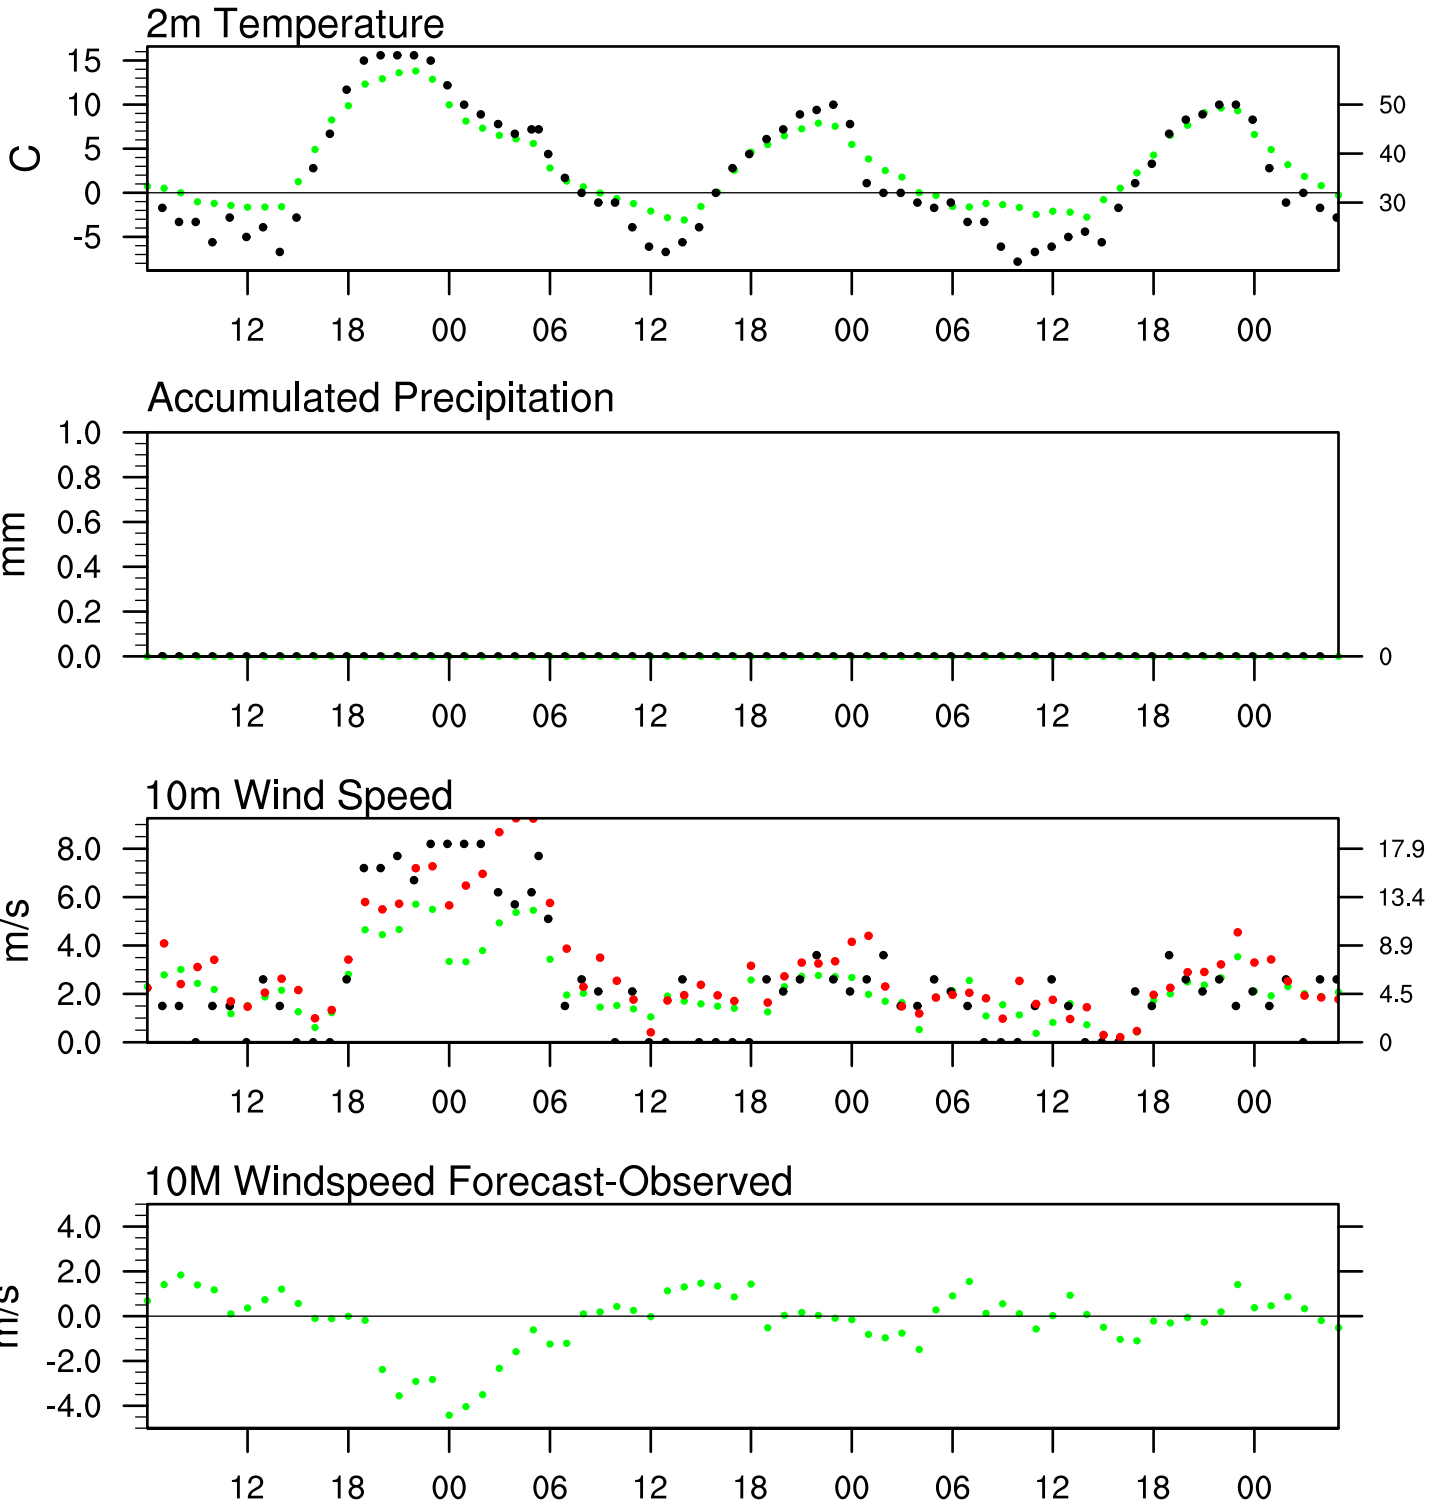 2m Temperature
15
10
5
0
-5
C
50
40
30
12 18 00 06 12 18 00 06 12 18 00
Accumulated Precipitation
1.0
0.8
0.6
0.4
0.2
0.0
mm
0
12 18 00 06 12 18 00 06 12 18 00
10m Wind Speed
8.0
6.0
4.0
2.0
0.0
m/s
17.9
13.4
8.9
4.5
0
12 18 00 06 12 18 00 06 12 18 00
10M Windspeed Forecast-Observed
4.0
2.0
0.0
-2.0
-4.0
m/s
12 18 00 06 12 18 00 06 12 18 00